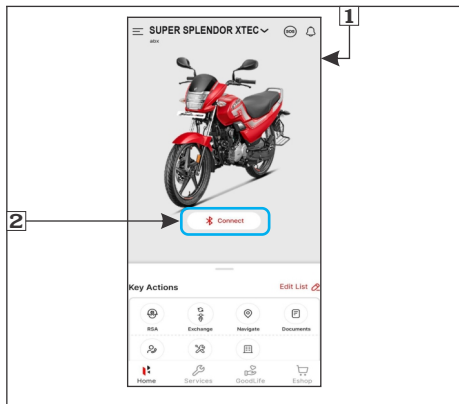 1
SUPER SPLENDOR XTEC
SOS
abx
2
Connect
Key Actions
Edit List
RSA
Exchange
Navigate
Documents
Home
Services
GoodLife
Eshop